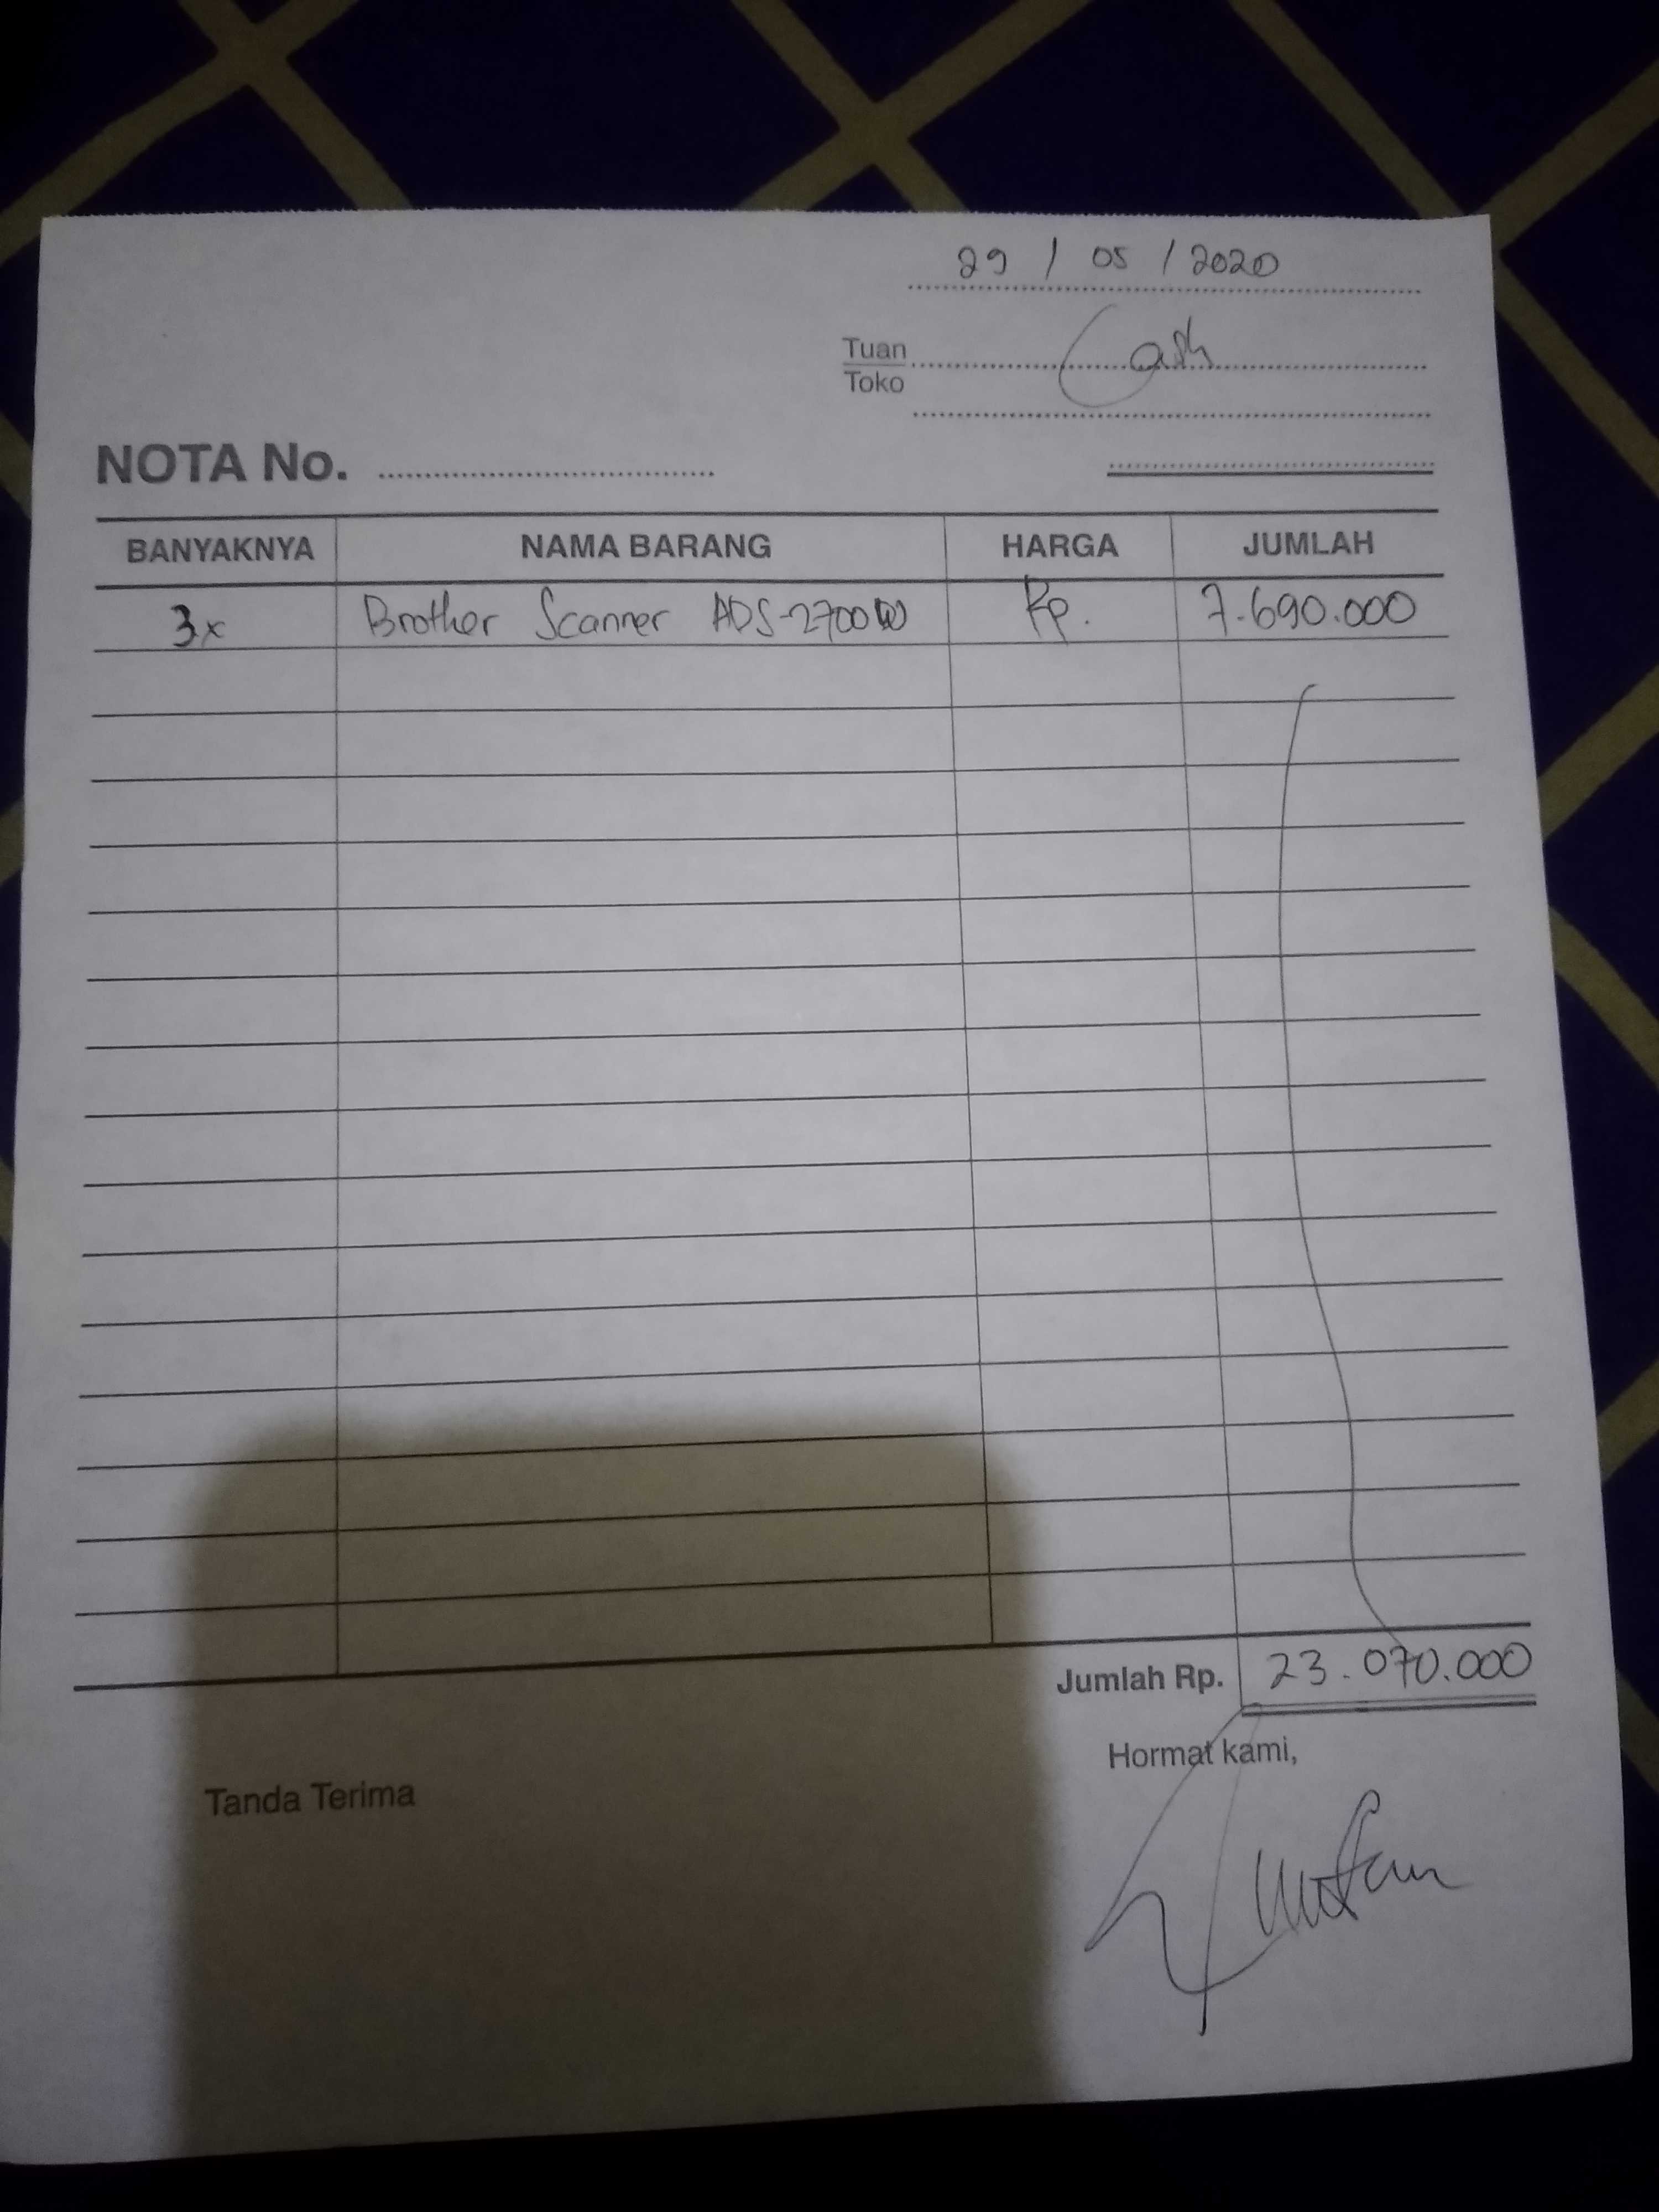 29 / 05 / 2020
Tuan Cash
Toko
NOTA No.
BANYAKNYA NAMA BARANG HARGA JUMLAH
3x Brother Scanner ADS-2700W Rp. 7.690.000
Jumlah Rp. 23.070.000
Hormat kami,
Tanda Terima